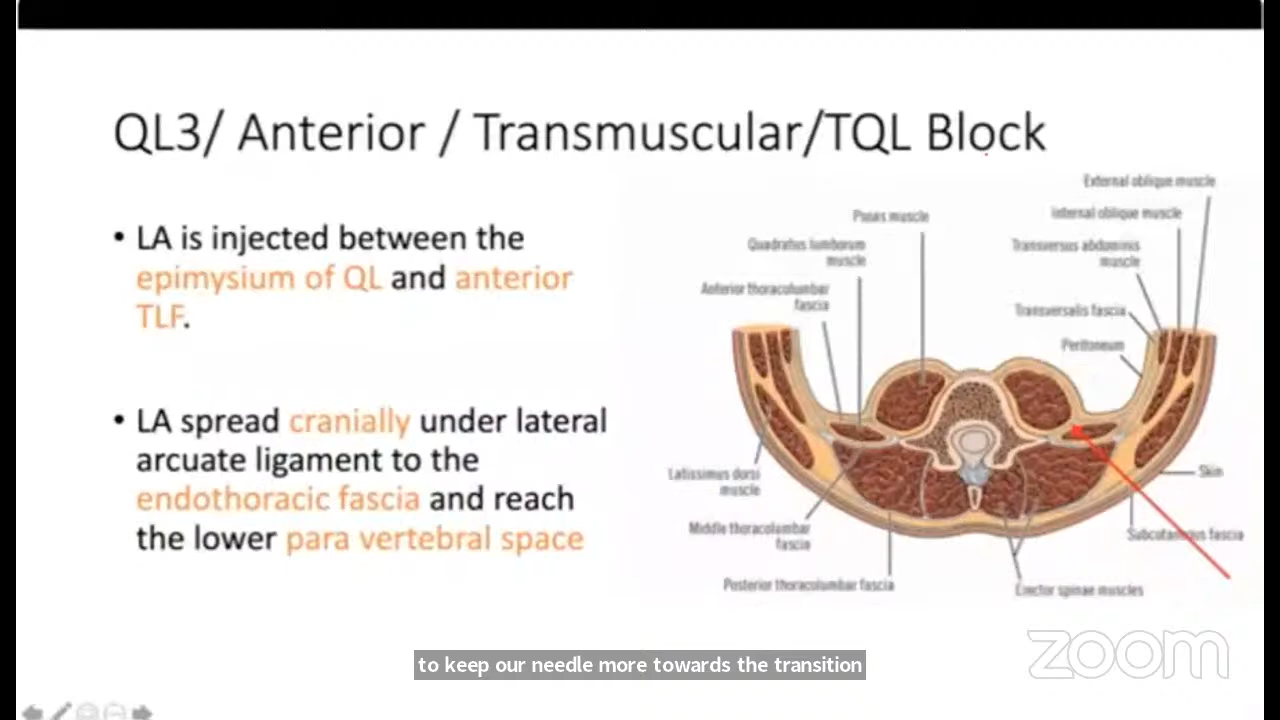 QL3/ Anterior / Transmuscular/TQL Block
• LA is injected between the
epimysium of QL and anterior
TLF.
• LA spread cranially under lateral
arcuate ligament to the
endothoracic fascia and reach
the lower para vertebral space
External oblique muscle
Internal oblique muscle
Psoas muscle
Quadratus lumborum
muscle
Transversus abdominis
muscle
Anterior thoracolumbar
fascia
Transversalis fascia
Peritoneum
Latissimus dorsi
muscle
Skin
Middle thoracolumbar
fascia
Subcutaneous fascia
Posterior thoracolumbar fascia
Erector spinae muscles
zoom
to keep our needle more towards the transition